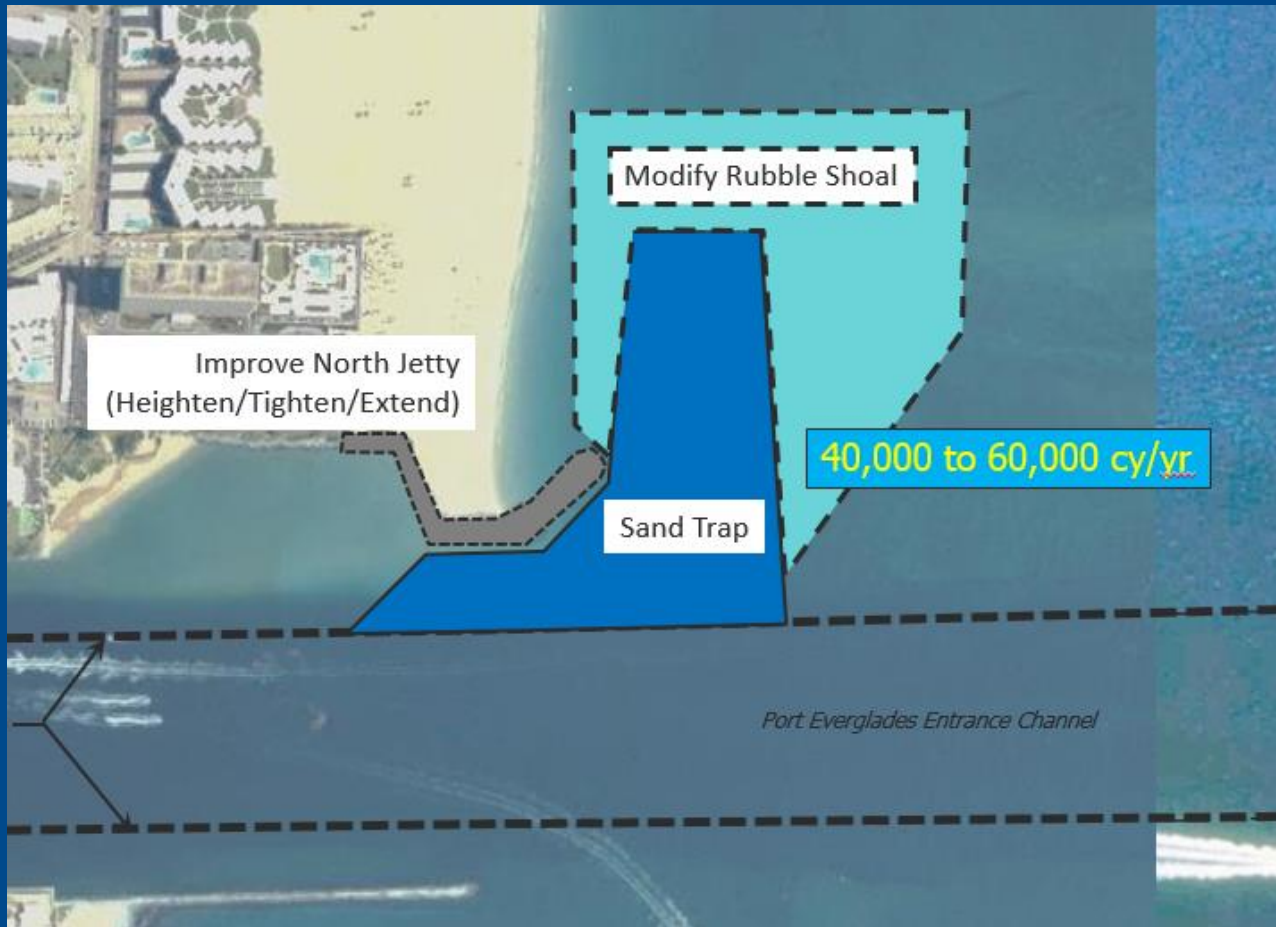 Modify Rubble Shoal
Improve North Jetty
(Heighten/Tighten/Extend)
40,000 to 60,000 cy/yr
Sand Trap
Port Everglades Entrance Channel